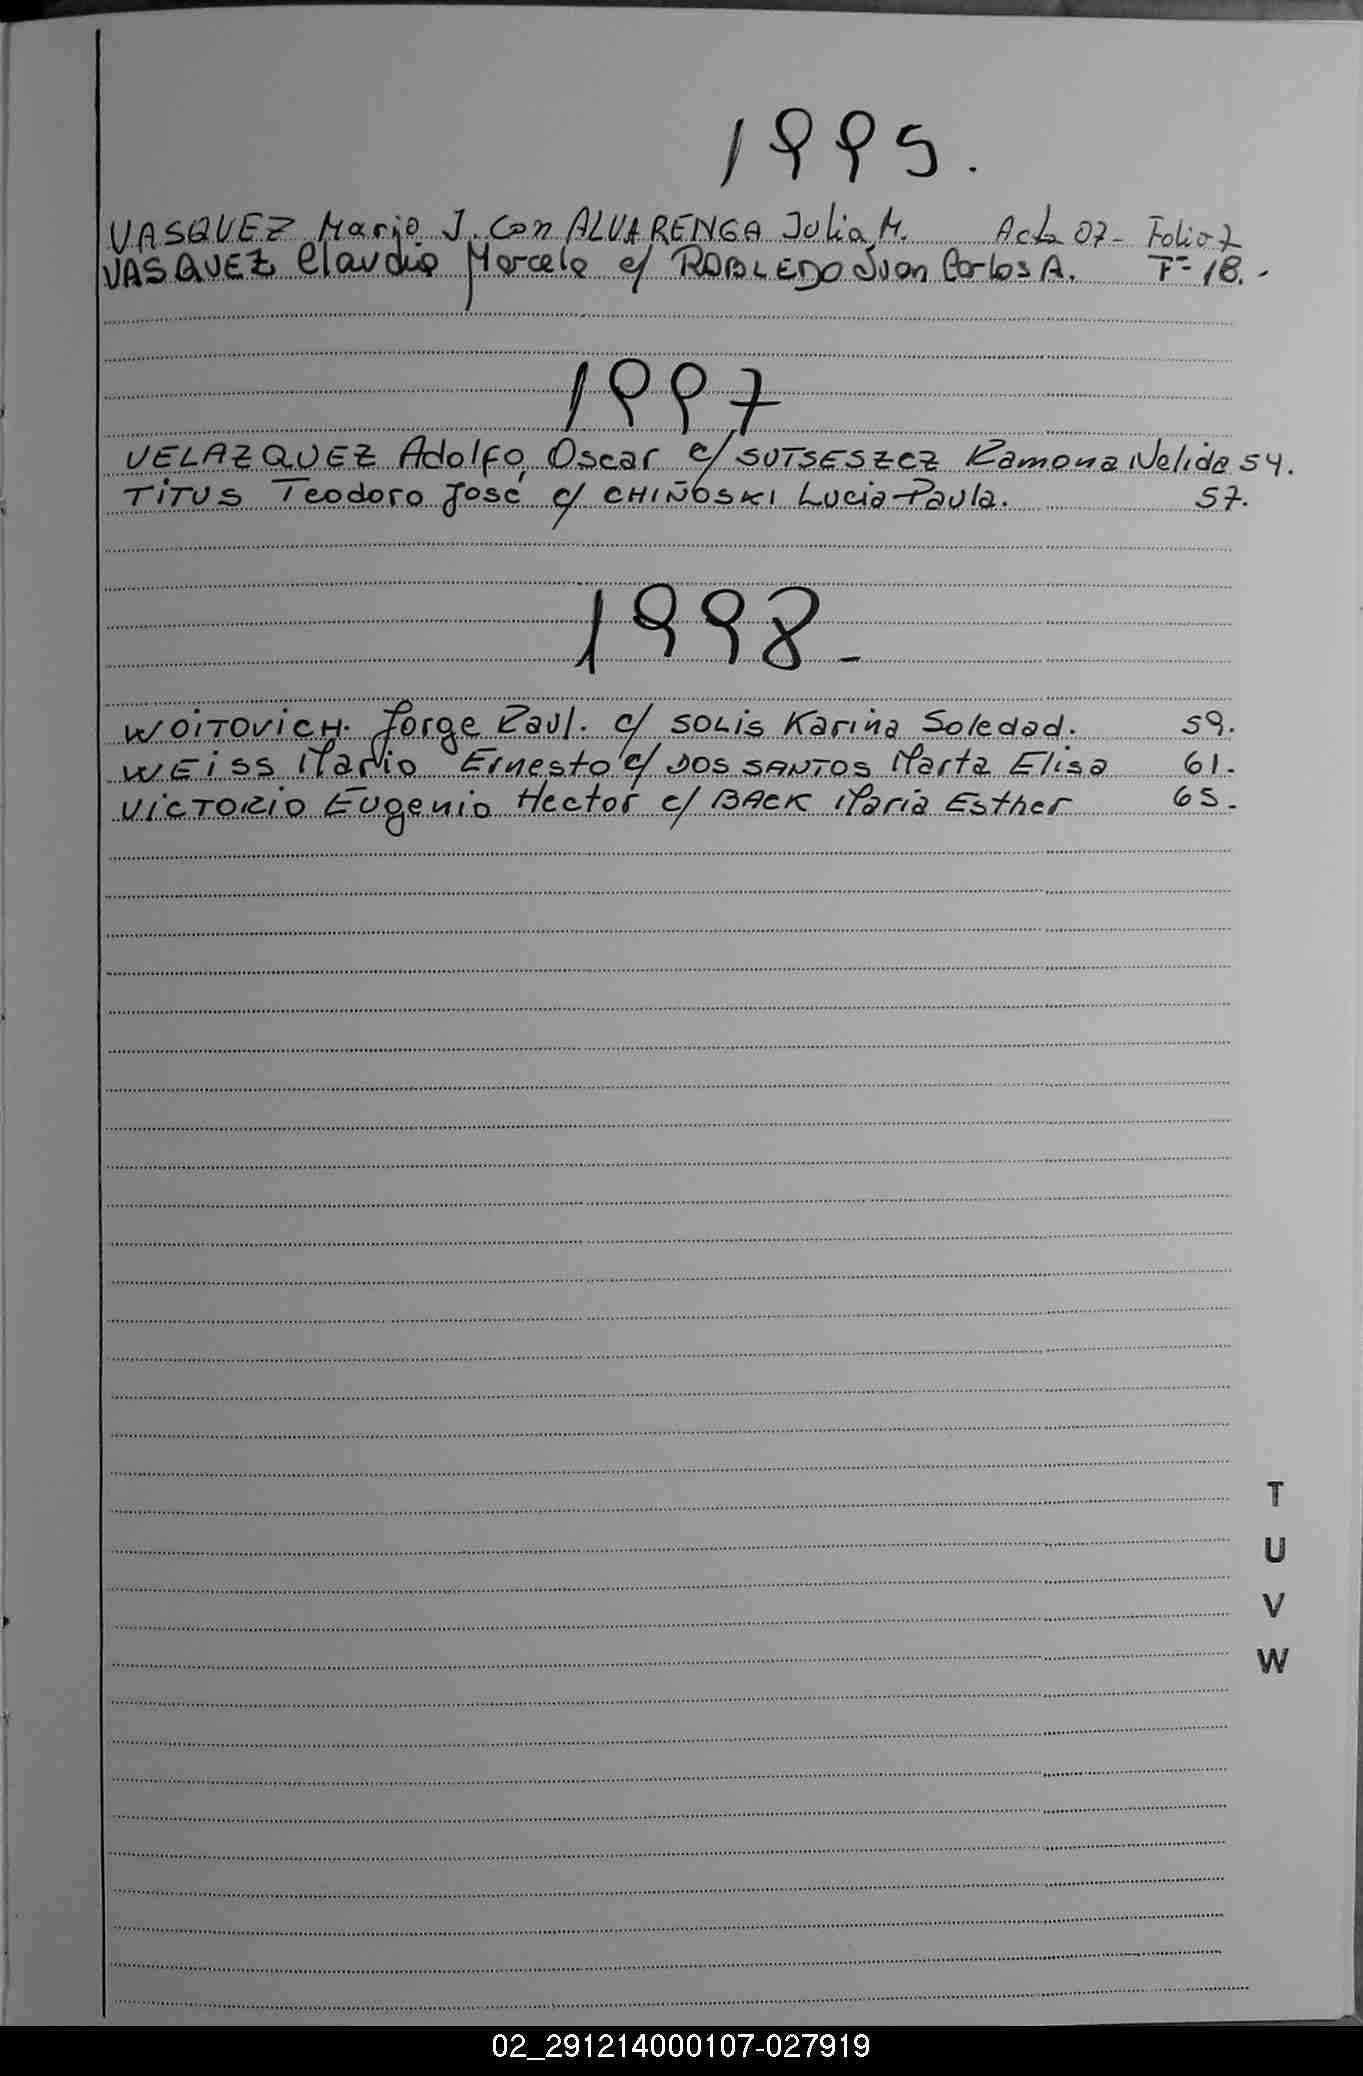 1995.
VASQUEZ Mario J. Con ALVARENGA Julia M. Acta 07- Folio 7
VASQUEZ Claudio Marcelo c/ ROBLEDO Juan Carlos A. Fº 18.-
1997
VELAZQUEZ Adolfo Oscar c/ SUTSESZCZ Ramona Nelida 54.
TITUS Teodoro José c/ CHIÑOSKI Lucia Paula. 57.
1998-
WOITOVICH. Jorge Raul. c/ SOLIS Karina Soledad. 59.
WEISS Mario Ernesto c/ DOS SANTOS Marta Elisa 61.
VICTORIO Eugenio Hector c/ BACK Maria Esther 65.
T
U
V
W
02_291214000107-027919